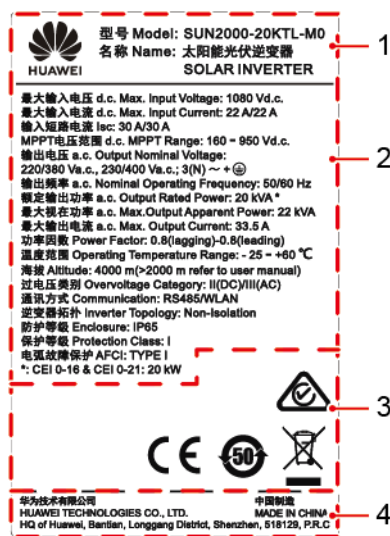 型号 Model: SUN2000-20KTL-M0
名称 Name: 太阳能光伏逆变器
SOLAR INVERTER
HUAWEI
1
最大输入电压 d.c. Max. Input Voltage: 1080 Vd.c.
最大输入电流 d.c. Max. Input Current: 22 A/22 A
输入短路电流 Isc: 30 A/30 A
MPPT电压范围 d.c. MPPT Range: 160 - 950 Vd.c.
输出电压 a.c. Output Nominal Voltage:
220/380 Va.c., 230/400 Va.c.; 3(N) ~ +
输出频率 a.c. Nominal Operating Frequency: 50/60 Hz
额定输出功率 a.c. Output Rated Power: 20 kVA *
最大视在功率 a.c. Max.Output Apparent Power: 22 kVA
最大输出电流 a.c. Max. Output Current: 33.5 A
功率因数 Power Factor: 0.8(lagging)-0.8(leading)
温度范围 Operating Temperature Range: - 25 - +60 ℃
海拔 Altitude: 4000 m(>2000 m refer to user manual)
过电压类别 Overvoltage Category: II(DC)/III(AC)
通讯方式 Communication: RS485/WLAN
逆变器拓扑 Inverter Topology: Non-Isolation
防护等级 Enclosure: IP65
保护等级 Protection Class: I
电弧故障保护 AFCI: TYPE I
*: CEI 0-16 & CEI 0-21: 20 kW
2
CE
50
3
华为技术有限公司
中国制造
HUAWEI TECHNOLOGIES CO., LTD.
MADE IN CHINA
HQ of Huawei, Bantian, Longgang District, Shenzhen, 518129, P.R.C
4